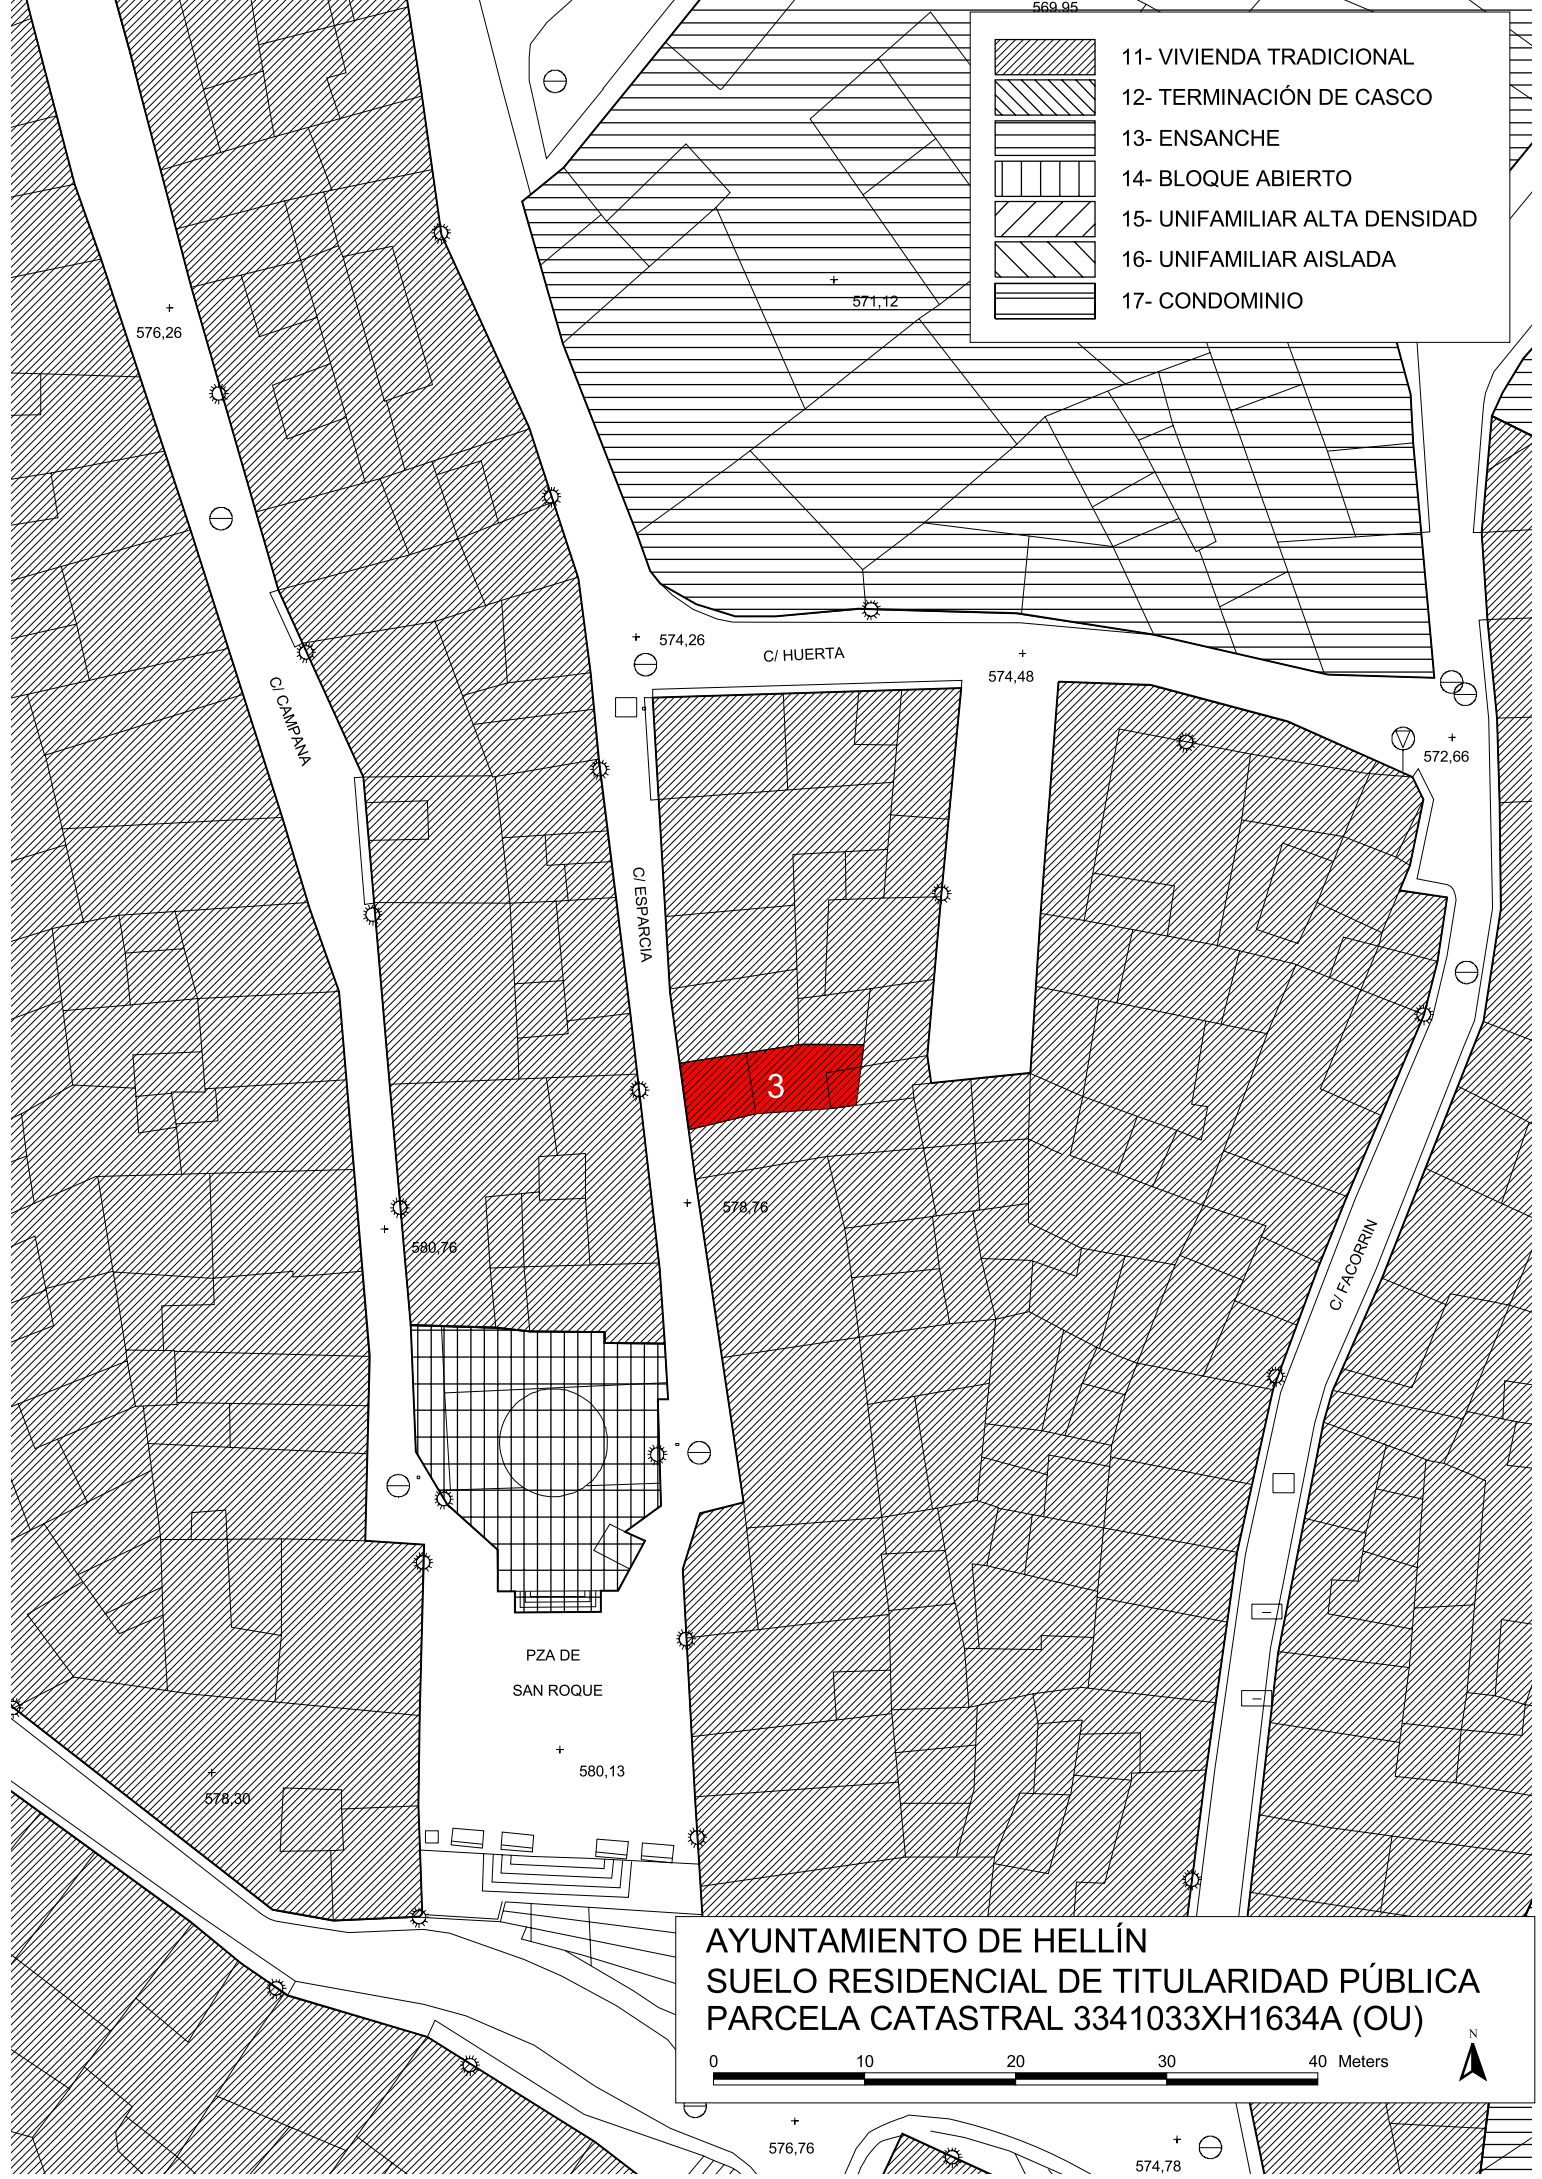 569,95
11- VIVIENDA TRADICIONAL
12- TERMINACIÓN DE CASCO
13- ENSANCHE
14- BLOQUE ABIERTO
15- UNIFAMILIAR ALTA DENSIDAD
16- UNIFAMILIAR AISLADA
17- CONDOMINIO
571,12
576,26
574,26
C/ HUERTA
574,48
C/ CAMPANA
572,66
C/ ESPARCIA
3
578,76
580,76
C/ FACORRIN
PZA DE
SAN ROQUE
580,13
578,30
AYUNTAMIENTO DE HELLÍN
SUELO RESIDENCIAL DE TITULARIDAD PÚBLICA
PARCELA CATASTRAL 3341033XH1634A (OU)
N
0 10 20 30 40 Meters
576,76
574,78